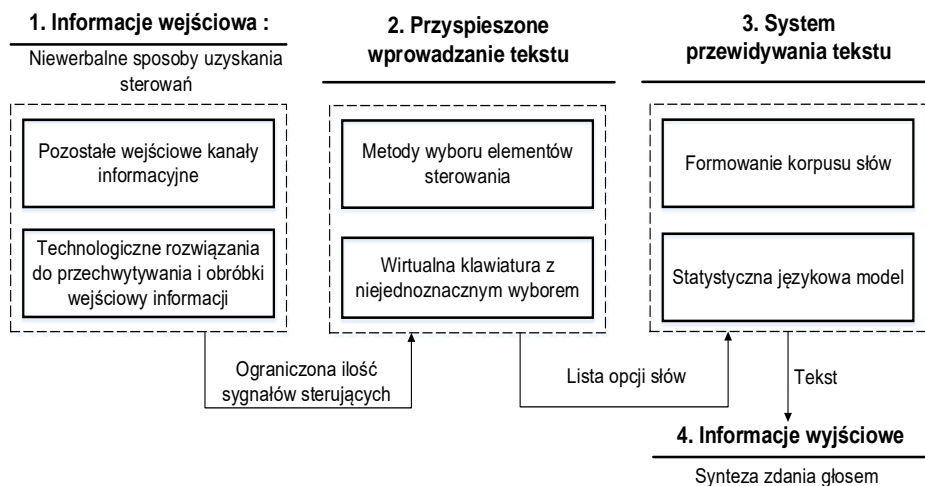 1. Informacje wejściowa :
Niewerbalne sposoby uzyskania
sterowań
Pozostałe wejściowe kanały
informacyjne
Technologiczne rozwiązania
do przechwytywania i obróbki
wejściowy informacji
2. Przyspieszone
wprowadzanie tekstu
Metody wyboru elementów
sterowania
Wirtualna klawiatura z
niejednoznacznym wyborem
3. System
przewidywania tekstu
Formowanie korpusu słów
Statystyczna językowa model
Ograniczona ilość
sygnałów sterujących
Lista opcji słów
Tekst
4. Informacje wyjściowe
Synteza zdania głosem